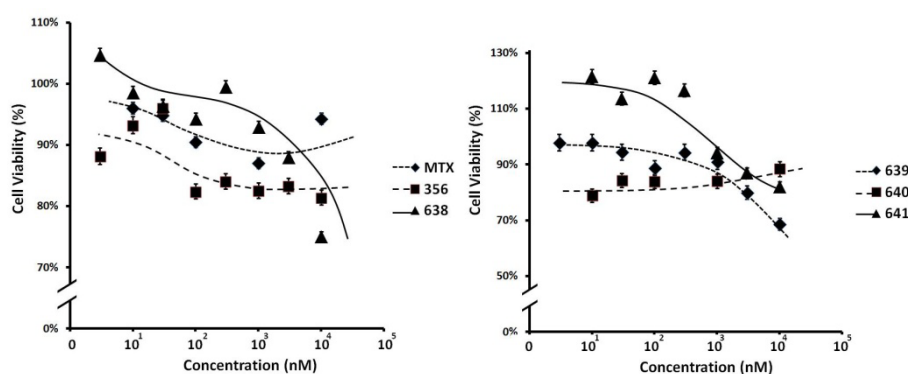 110%
100%
90%
80%
70%
0%
Cell Viability (%)
0 10¹ 10² 10³ 10⁴ 10⁵
Concentration (nM)
MTX
356
638
130%
110%
90%
70%
50%
0%
Cell Viability (%)
0 10¹ 10² 10³ 10⁴ 10⁵
Concentration (nM)
639
640
641